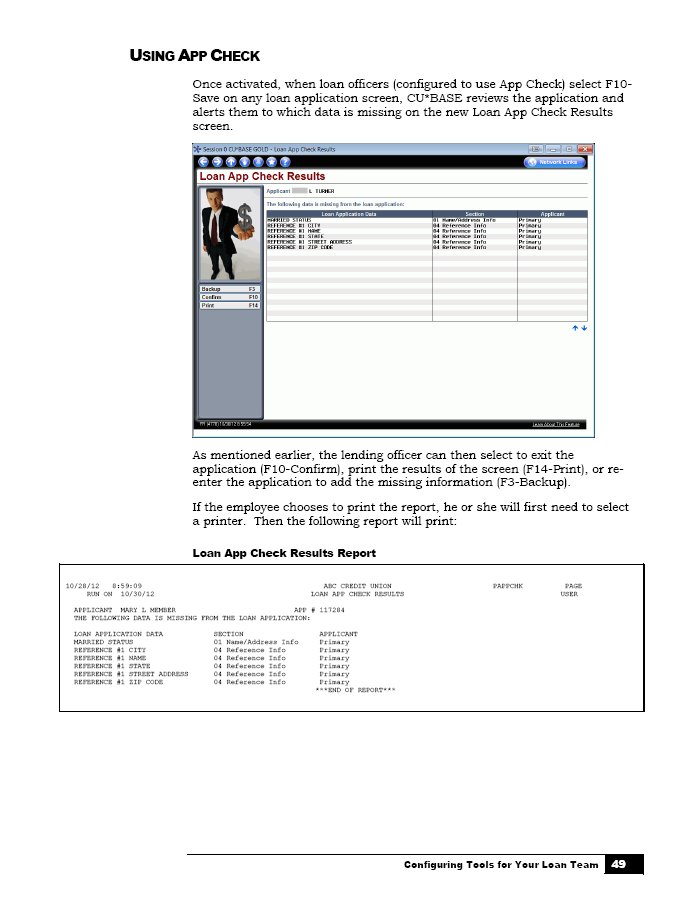 USING APP CHECK
Once activated, when loan officers (configured to use App Check) select F10-
Save on any loan application screen, CU*BASE reviews the application and
alerts them to which data is missing on the new Loan App Check Results
screen.
Session 0 CU*BASE GOLD - Loan App Check Results
Network Links
Loan App Check Results
Applicant L TURNER
The following data is missing from the loan application:
Loan Application Data Section Applicant
MARRIED STATUS 01 Name/Address Info Primary
REFERENCE #1 CITY 04 Reference Info Primary
REFERENCE #1 NAME 04 Reference Info Primary
REFERENCE #1 STATE 04 Reference Info Primary
REFERENCE #1 STREET ADDRESS 04 Reference Info Primary
REFERENCE #1 ZIP CODE 04 Reference Info Primary
Backup F3
Confirm F10
Print F14
Learn About This Feature
As mentioned earlier, the lending officer can then select to exit the
application (F10-Confirm), print the results of the screen (F14-Print), or re-
enter the application to add the missing information (F3-Backup).
If the employee chooses to print the report, he or she will first need to select
a printer. Then the following report will print:
Loan App Check Results Report
10/28/12 8:59:09 ABC CREDIT UNION PAPPCHK PAGE
RUN ON 10/30/12 LOAN APP CHECK RESULTS USER
APPLICANT MARY L MEMBER APP # 117284
THE FOLLOWING DATA IS MISSING FROM THE LOAN APPLICATION:
LOAN APPLICATION DATA SECTION APPLICANT
MARRIED STATUS 01 Name/Address Info Primary
REFERENCE #1 CITY 04 Reference Info Primary
REFERENCE #1 NAME 04 Reference Info Primary
REFERENCE #1 STATE 04 Reference Info Primary
REFERENCE #1 STREET ADDRESS 04 Reference Info Primary
REFERENCE #1 ZIP CODE 04 Reference Info Primary
***END OF REPORT***
Configuring Tools for Your Loan Team 49